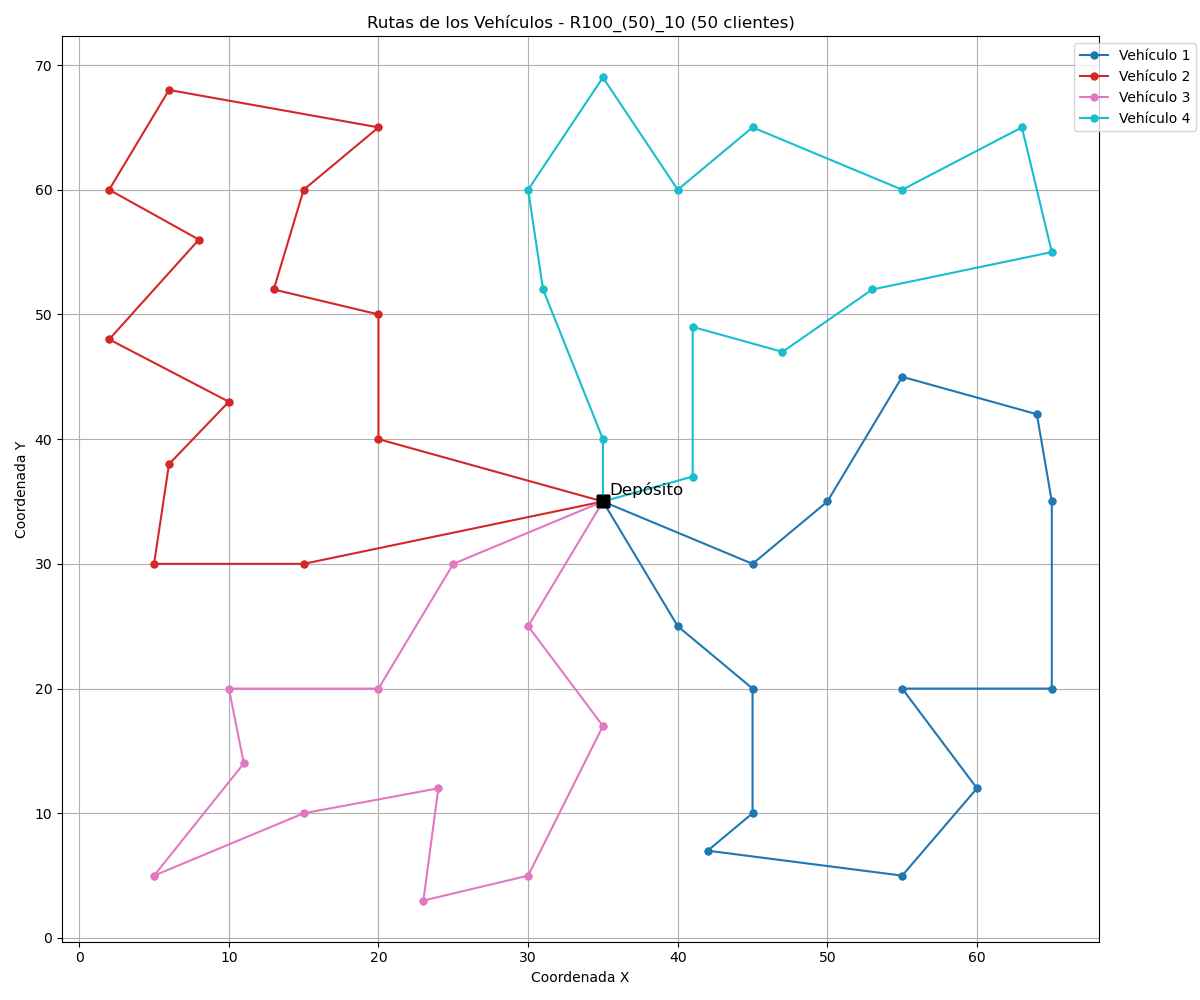 Rutas de los Vehículos - R100_(50)_10 (50 clientes)
Vehículo 1
Vehículo 2
Vehículo 3
Vehículo 4
70
60
50
40
30
20
10
0
Coordenada Y
Depósito
0 10 20 30 40 50 60
Coordenada X